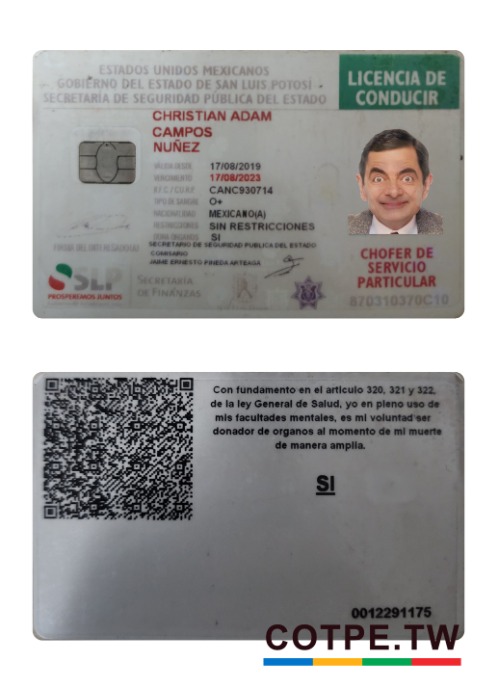 ESTADOS UNIDOS MEXICANOS
GOBIERNO DEL ESTADO DE SAN LUIS POTOSÍ
SECRETARÍA DE SEGURIDAD PÚBLICA DEL ESTADO
LICENCIA DE
CONDUCIR
CHRISTIAN ADAM
CAMPOS
NUÑEZ
17/08/2019
VENCIMIENTO 17/08/2023
CANC930714
TIPO DE SANGRE O+
NACIONALIDAD MEXICANO(A)
RESTRICCIONES SIN RESTRICCIONES
DONA ORGANOS SI
SECRETARIO DE SEGURIDAD PUBLICA DEL ESTADO
COMISARIO
JAIME ERNESTO PINEDA ARTEAGA
FIRMA DEL INTERESADO(A)
CHOFER DE
SERVICIO
PARTICULAR
870310370C10
SLP
PROSPEREMOS JUNTOS
SECRETARÍA
DE FINANZAS
Con fundamento en el articulo 320, 321 y 322,
de la ley General de Salud, yo en pleno uso de
mis facultades mentales, es mi voluntad ser
donador de organos al momento de mi muerte
de manera amplia.
SI
0012291175
COTPE.TW